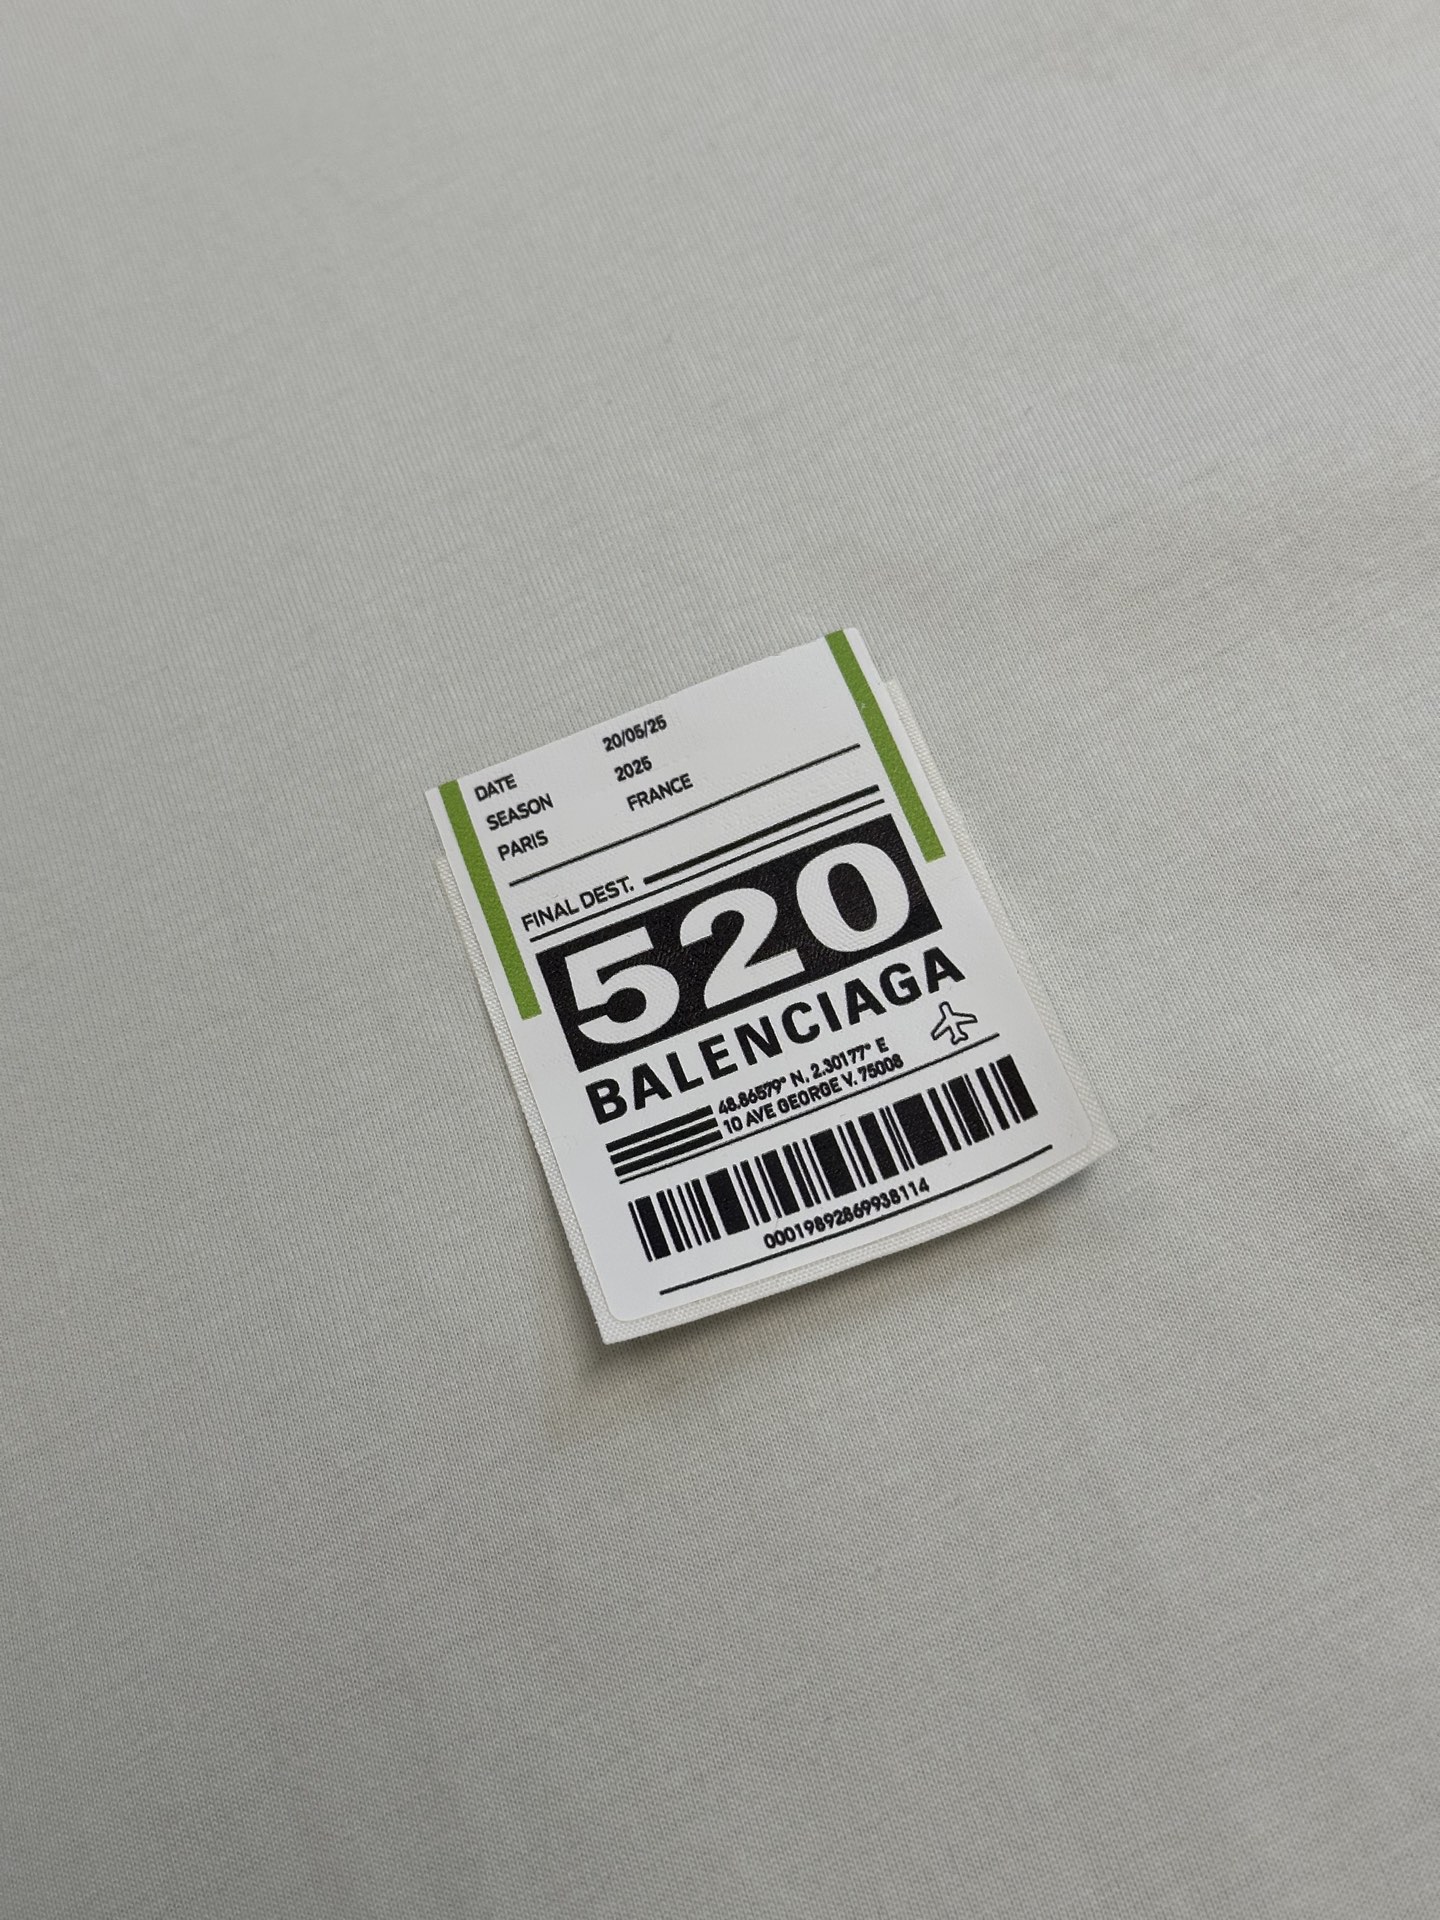 DATE 20/05/25
SEASON 2025
PARIS FRANCE
FINAL DEST.
520
BALENCIAGA
48.86579° N, 2.30177° E
10 AVE GEORGE V. 75008
0001989286993811４